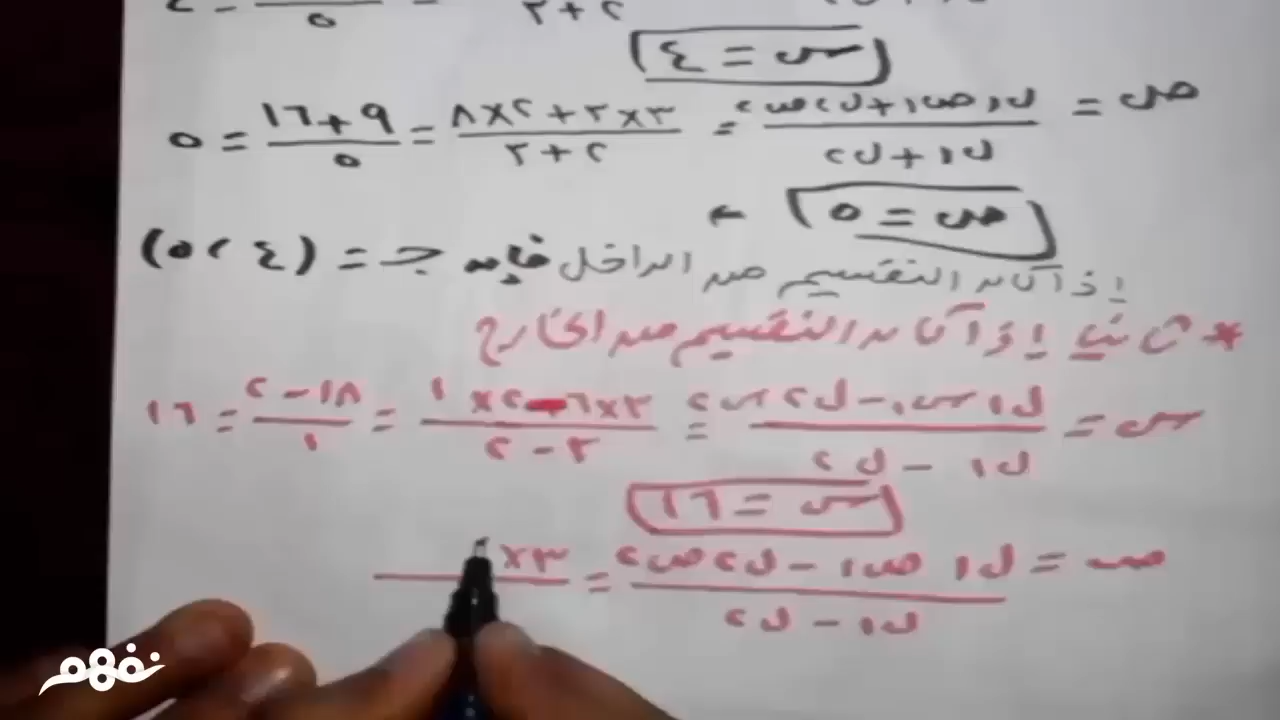 ص = (ل١ ص١ + ل٢ ص٢) / (ل١ + ل٢) = (٣ × ٣ + ٢ × ٨) / (٣ + ٢) = (٩ + ١٦) / ٥ = ٥
س = ٤
ص = ٥ ←
إذا كان التقسيم من الداخل فإن جـ = (٤ ، ٥)
* ثانيا إذا كان التقسيم من الخارج
س = (ل١ س١ - ل٢ س٢) / (ل١ - ل٢) = (٣ × ٦ - ٢ × ١) / (٣ - ٢) = (١٨ - ٢) / ١ = ١٦
س = ١٦
ص = (ل١ ص١ - ل٢ ص٢) / (ل١ - ل٢) = ٣ ×
نفهم